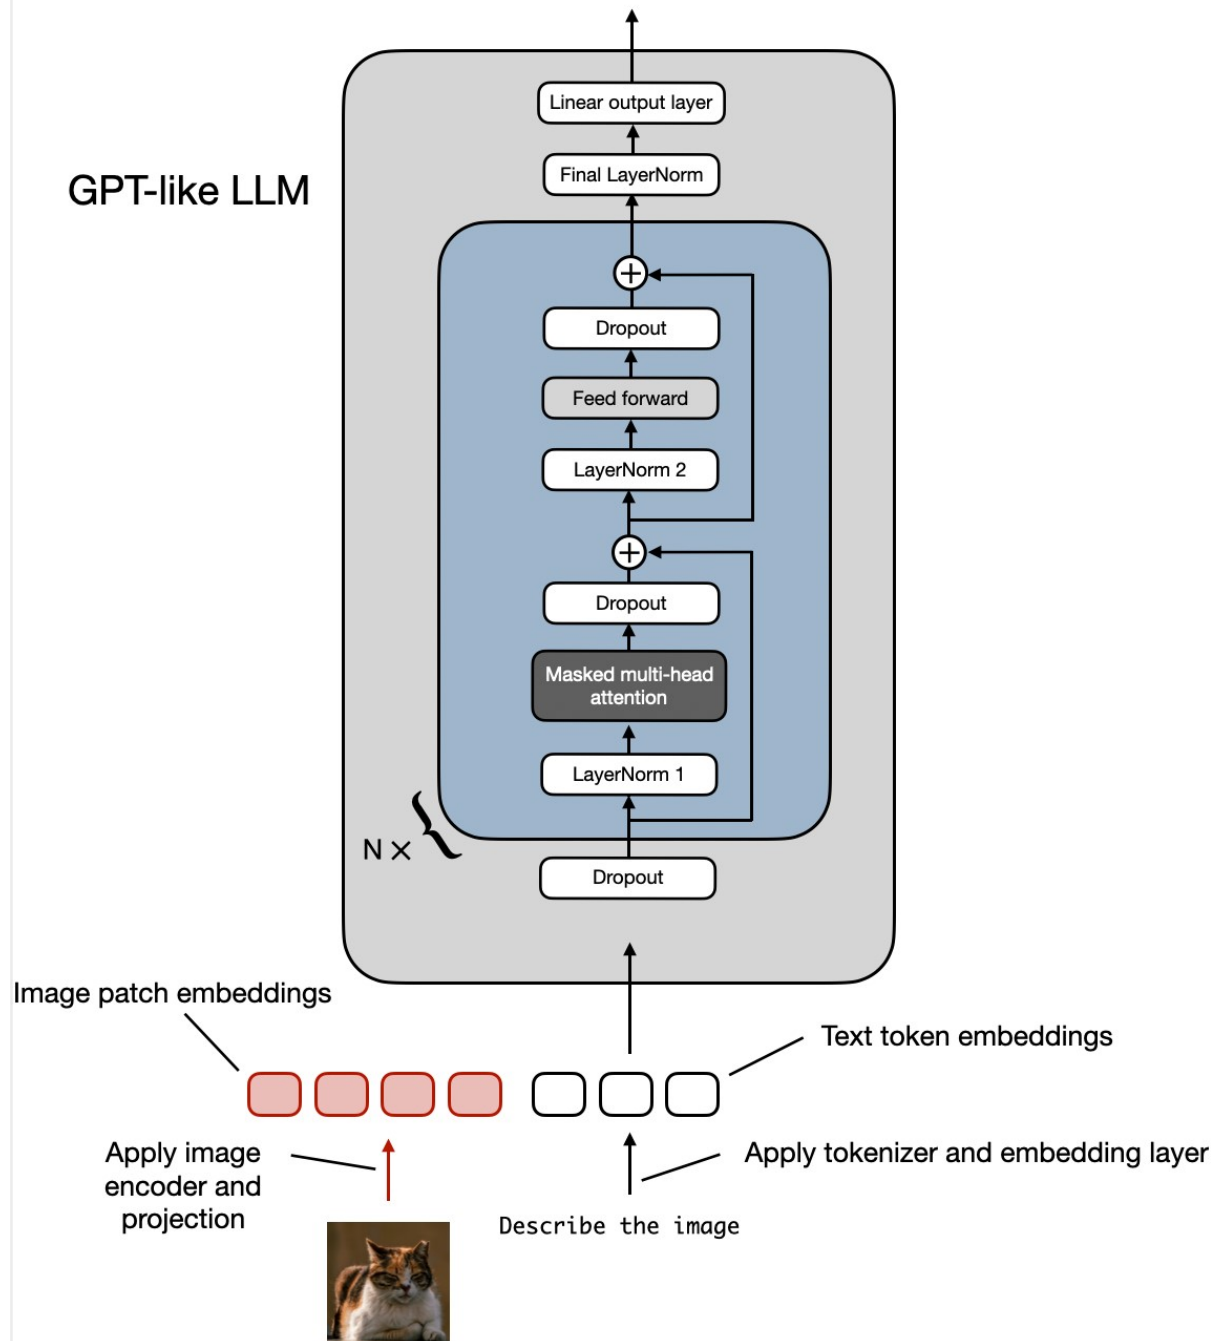 Linear output layer
Final LayerNorm
GPT-like LLM
Dropout
Feed forward
LayerNorm 2
Dropout
Masked multi-head
attention
LayerNorm 1
N ×
Dropout
Image patch embeddings
Text token embeddings
Apply image
encoder and
projection
Apply tokenizer and embedding layer
Describe the image